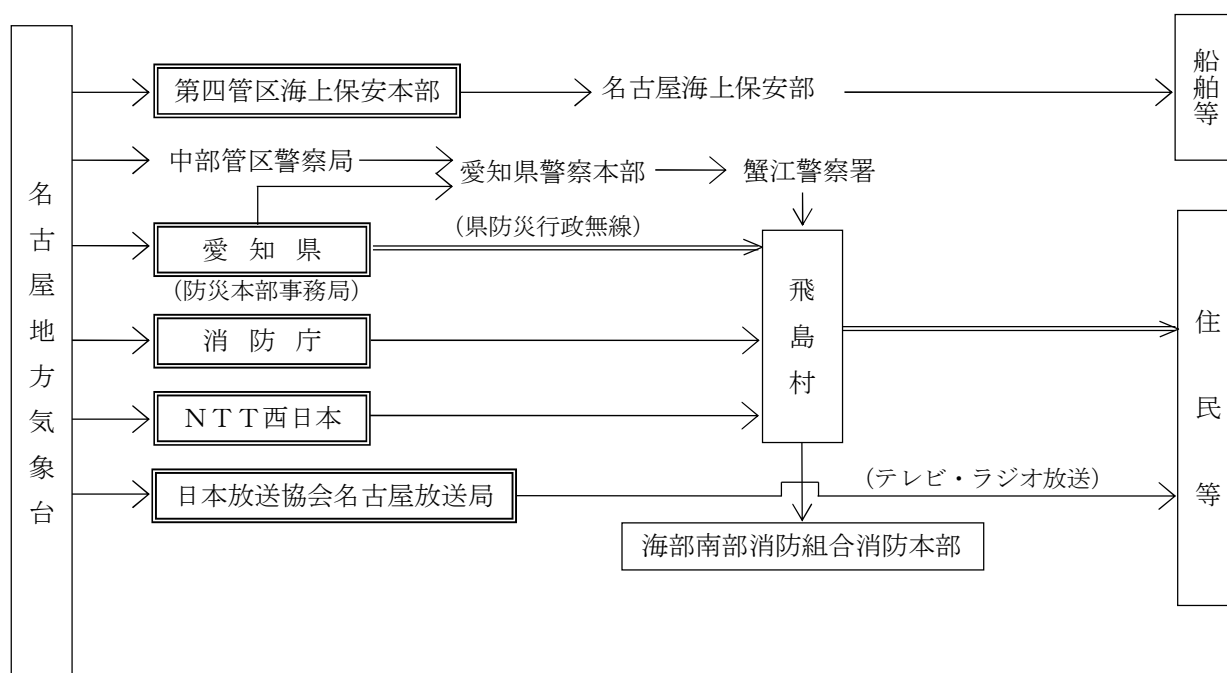 名古屋地方気象台
第四管区海上保安本部
名古屋海上保安部
船舶等
中部管区警察局
愛知県警察本部
蟹江警察署
愛知県
(防災本部事務局)
(県防災行政無線)
飛島村
消防庁
NTT西日本
日本放送協会名古屋放送局
(テレビ・ラジオ放送)
海部南部消防組合消防本部
住民等